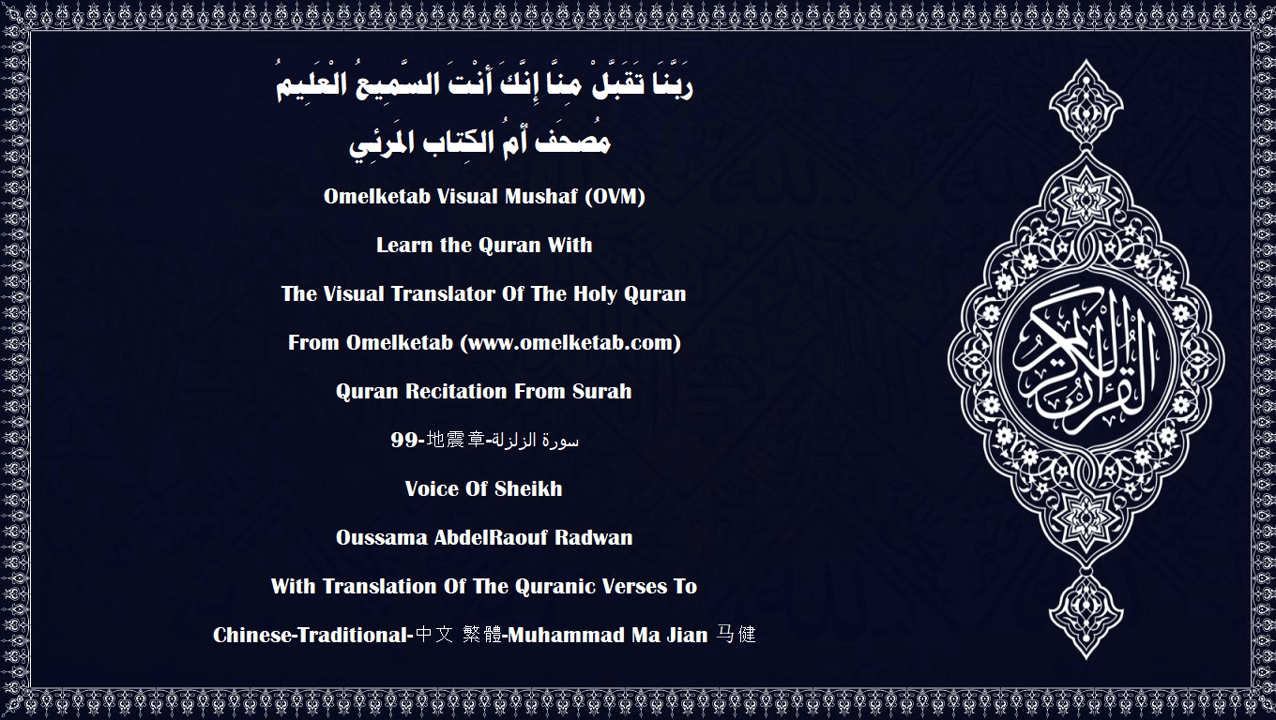 رَبَّنَا تَقَبَّلْ مِنَّا إِنَّكَ أَنْتَ السَّمِيعُ الْعَلِيمُ
مُصحَف أمُ الكِتاب المَرئِي
Omelketab Visual Mushaf (OVM)
Learn the Quran With
The Visual Translator Of The Holy Quran
From Omelketab (www.omelketab.com)
Quran Recitation From Surah
99-地震章-سورة الزلزلة
Voice Of Sheikh
Oussama AbdelRaouf Radwan
With Translation Of The Quranic Verses To
Chinese-Traditional-中文 繁體-Muhammad Ma Jian 马健
القرآن الكريم